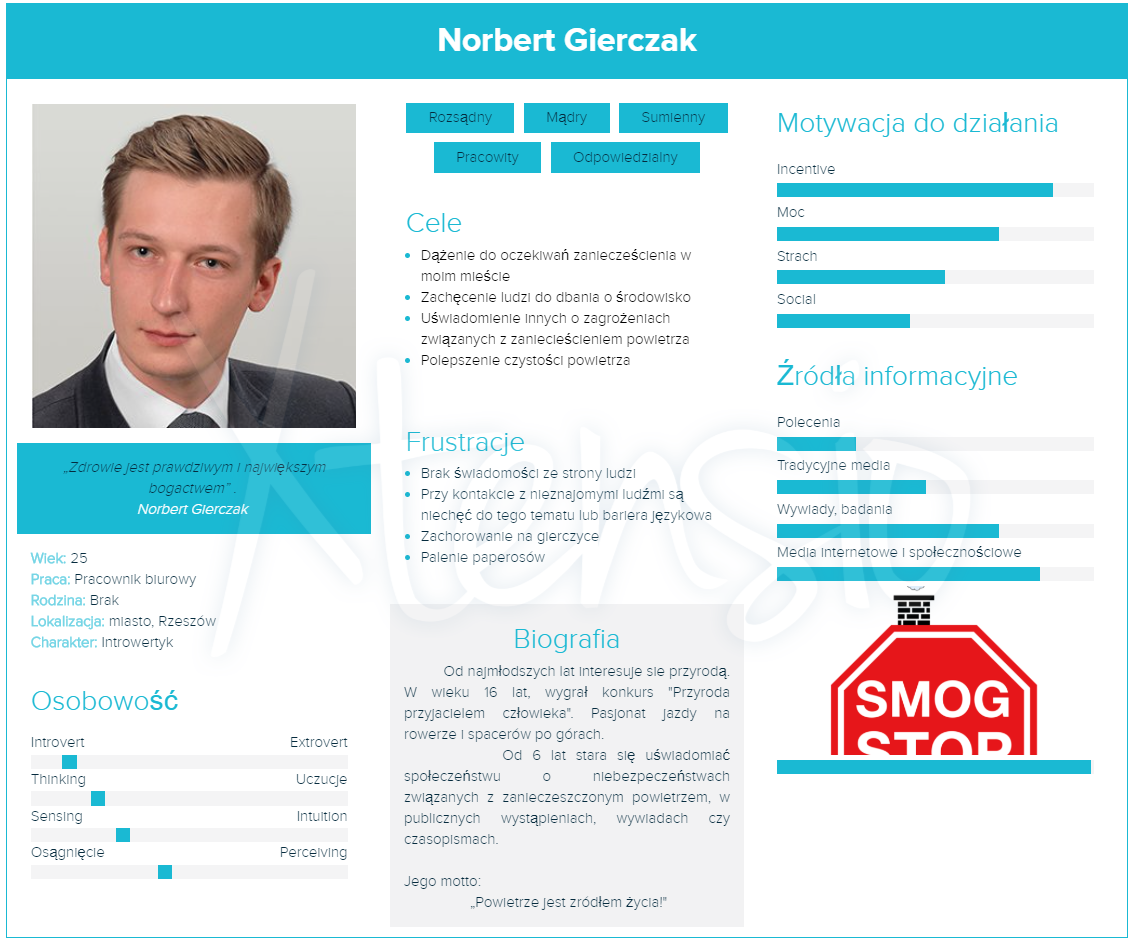 Norbert Gierczak
„Zdrowie jest prawdziwym i największym
bogactwem” .
Norbert Gierczak
Wiek: 25
Praca: Pracownik biurowy
Rodzina: Brak
Lokalizacja: miasto, Rzeszów
Charakter: Introwertyk
Osobowość
Introvert Extrovert
Thinking Uczucje
Sensing Intuition
Osągnięcie Perceiving
Rozsądny Mądry Sumienny
Pracowity Odpowiedzialny
Cele
Dążenie do oczekiwań zaniecześcienia w
moim mieście
Zachęcenie ludzi do dbania o środowisko
Uświadomienie innych o zagrożeniach
związanych z zaniecieścieniem powietrza
Polepszenie czystości powietrza
Frustracje
Brak świadomości ze strony ludzi
Przy kontakcie z nieznajomymi ludźmi są
niechęć do tego tematu lub bariera językowa
Zachorowanie na gierczyce
Palenie paperosów
Biografia
Od najmłodszych lat interesuje sie przyrodą.
W wieku 16 lat, wygrał konkurs "Przyroda
przyjacielem człowieka". Pasjonat jazdy na
rowerze i spacerów po górach.
Od 6 lat stara się uświadomiać
społeczeństwu o niebezpeczeństwach
związanych z zanieczeszczonym powietrzem, w
publicznych wystąpieniach, wywiadach czy
czasopismach.
Jego motto:
„Powietrze jest zródłem życia!"
Motywacja do działania
Incentive
Moc
Strach
Social
Źródła informacyjne
Polecenia
Tradycyjne media
Wywiady, badania
Media internetowe i społecznościowe
SMOG
STOP
Xtensio